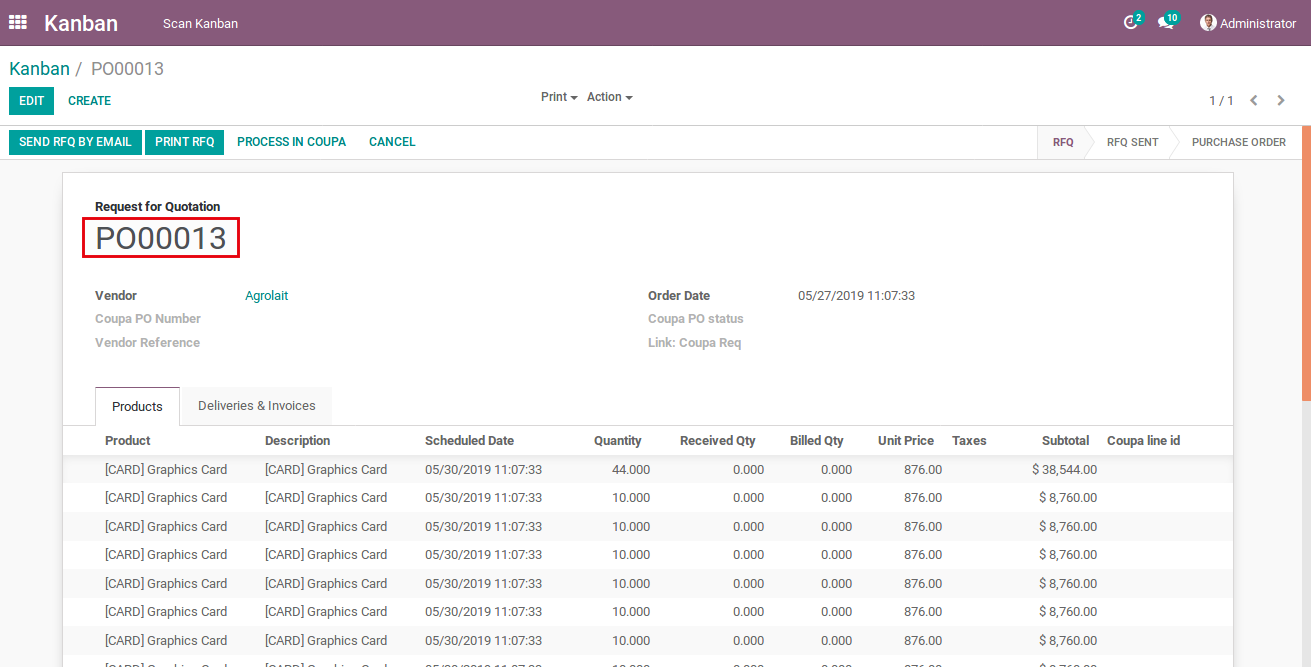 Kanban Scan Kanban 2 10 Administrator
Kanban / PO00013
EDIT CREATE Print Action 1 / 1
SEND RFQ BY EMAIL PRINT RFQ PROCESS IN COUPA CANCEL RFQ RFQ SENT PURCHASE ORDER
Request for Quotation
PO00013
Vendor Agrolait Order Date 05/27/2019 11:07:33
Coupa PO Number Coupa PO status
Vendor Reference Link: Coupa Req
Products Deliveries & Invoices
Product Description Scheduled Date Quantity Received Qty Billed Qty Unit Price Taxes Subtotal Coupa line id
[CARD] Graphics Card [CARD] Graphics Card 05/30/2019 11:07:33 44.000 0.000 0.000 876.00 $ 38,544.00
[CARD] Graphics Card [CARD] Graphics Card 05/30/2019 11:07:33 10.000 0.000 0.000 876.00 $ 8,760.00
[CARD] Graphics Card [CARD] Graphics Card 05/30/2019 11:07:33 10.000 0.000 0.000 876.00 $ 8,760.00
[CARD] Graphics Card [CARD] Graphics Card 05/30/2019 11:07:33 10.000 0.000 0.000 876.00 $ 8,760.00
[CARD] Graphics Card [CARD] Graphics Card 05/30/2019 11:07:33 10.000 0.000 0.000 876.00 $ 8,760.00
[CARD] Graphics Card [CARD] Graphics Card 05/30/2019 11:07:33 10.000 0.000 0.000 876.00 $ 8,760.00
[CARD] Graphics Card [CARD] Graphics Card 05/30/2019 11:07:33 10.000 0.000 0.000 876.00 $ 8,760.00